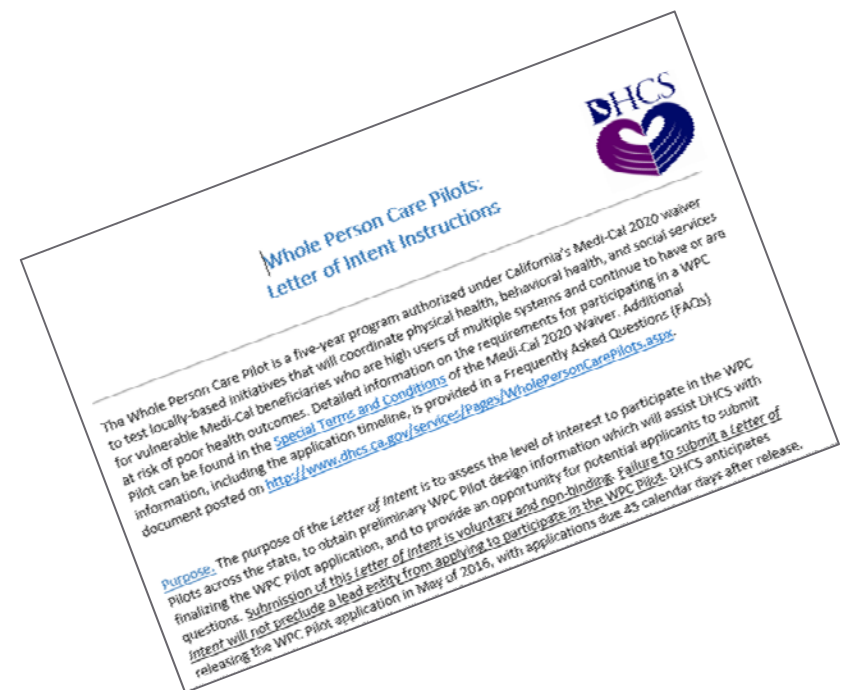 DHCS
Whole Person Care Pilots:
Letter of Intent Instructions
The Whole Person Care Pilot is a five-year program authorized under California's Medi-Cal 2020 waiver
to test locally-based initiatives that will coordinate physical health, behavioral health, and social services
for vulnerable Medi-Cal beneficiaries who are high users of multiple systems and continue to have or are
at risk of poor health outcomes. Detailed information on the requirements for participating in a WPC
Pilot can be found in the Special Terms and Conditions of the Medi-Cal 2020 Waiver. Additional
information, including the application timeline, is provided in a Frequently Asked Questions (FAQs)
document posted on http://www.dhcs.ca.gov/services/Pages/WholePersonCarePilots.aspx.
Purpose. The purpose of the Letter of Intent is to assess the level of interest to participate in the WPC
Pilots across the state, to obtain preliminary WPC Pilot design information which will assist DHCS with
finalizing the WPC Pilot application, and to provide an opportunity for potential applicants to submit
questions. Submission of this Letter of Intent is voluntary and non-binding. Failure to submit a Letter of
Intent will not preclude a lead entity from applying to participate in the WPC Pilot. DHCS anticipates
releasing the WPC Pilot application in May of 2016, with applications due 45 calendar days after release.